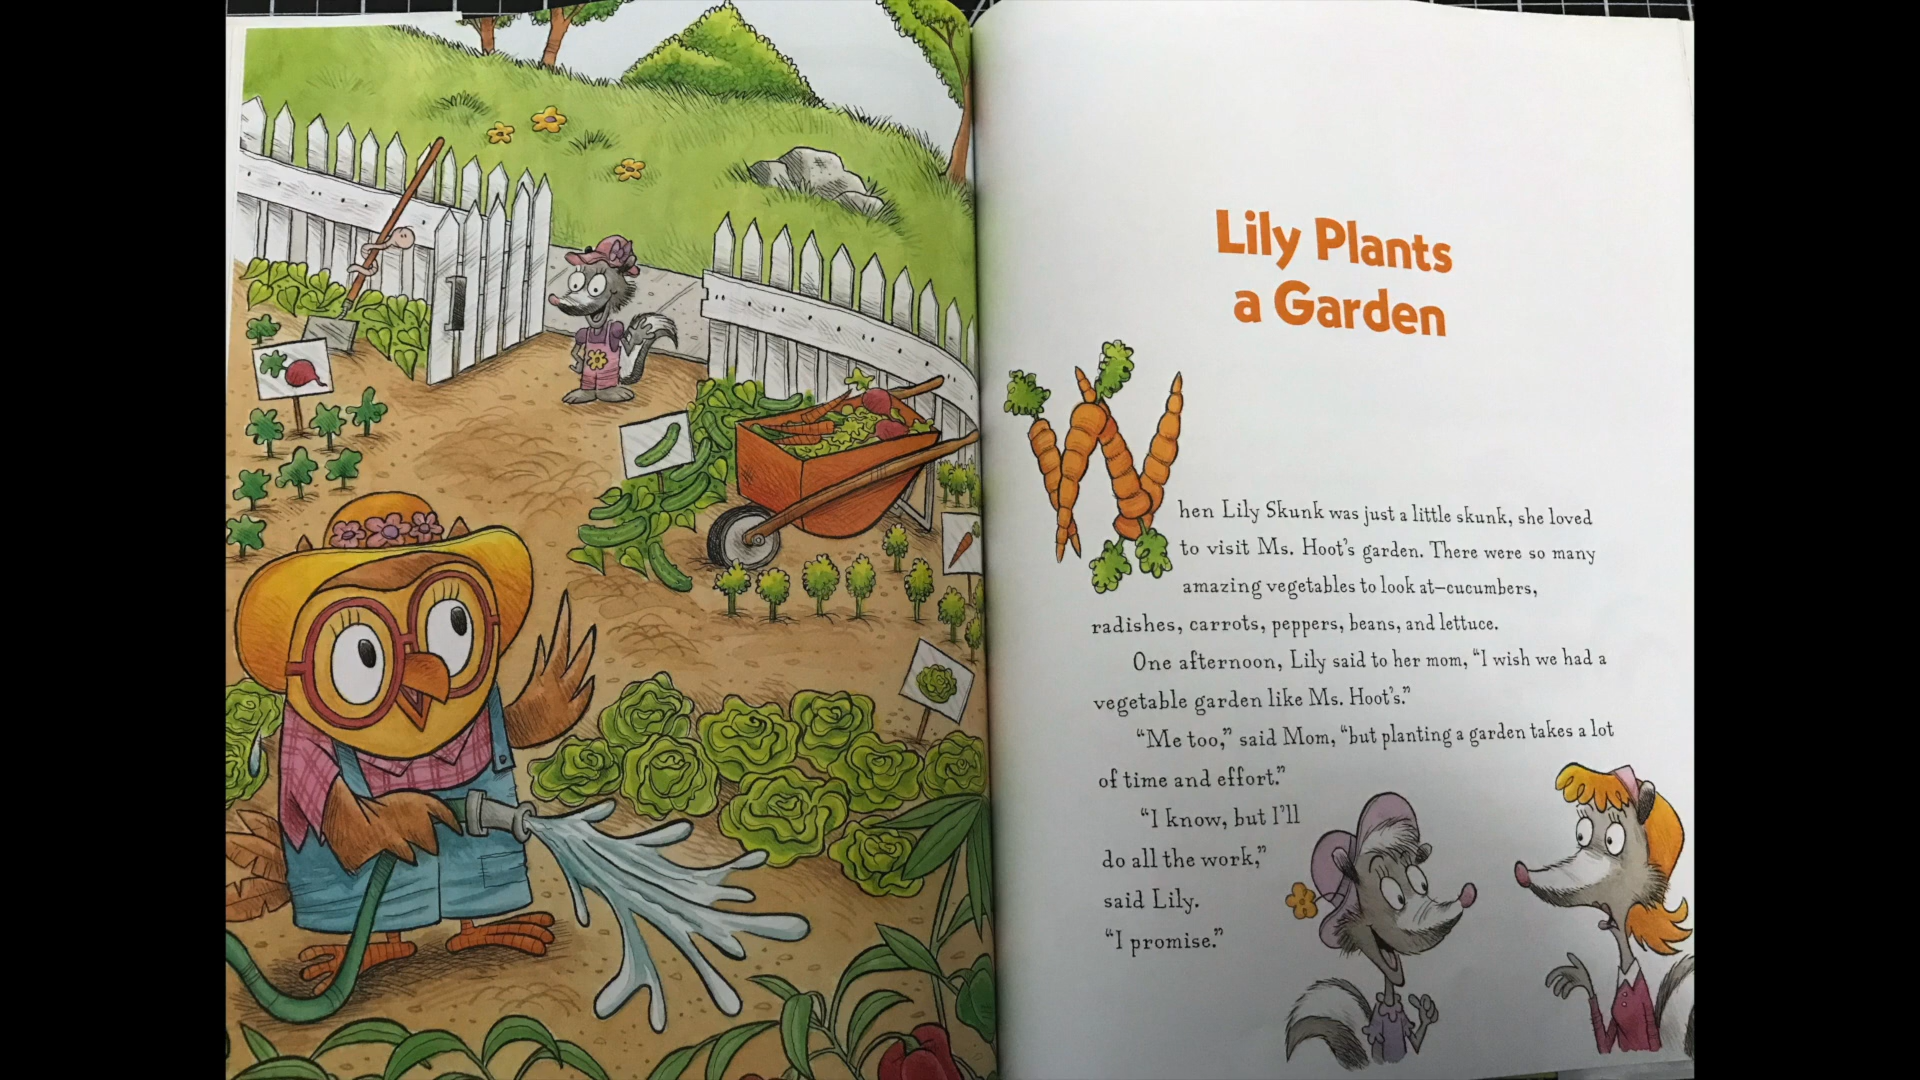 Lily Plants
a Garden
When Lily Skunk was just a little skunk, she loved
to visit Ms. Hoot's garden. There were so many
amazing vegetables to look at—cucumbers,
radishes, carrots, peppers, beans, and lettuce.
One afternoon, Lily said to her mom, “I wish we had a
vegetable garden like Ms. Hoot's.”
“Me too,” said Mom, “but planting a garden takes a lot
of time and effort.”
“I know, but I'll
do all the work,”
said Lily.
“I promise.”